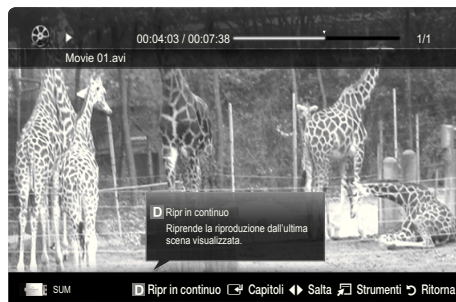 00:04:03 / 00:07:38 1/1
Movie 01.avi
D Ripr in continuo
Riprende la riproduzione dall'ultima
scena visualizzata.
SUM D Ripr in continuo Capitoli Salta Strumenti Ritorna